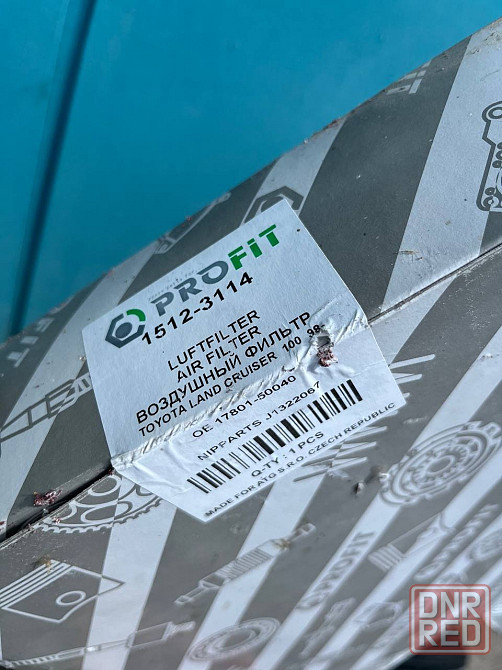 PROFIT
1512-3114
LUFTFILTER
AIR FILTER
ВОЗДУШНЫЙ ФИЛЬТР
TOYOTA LAND CRUISER 100 98-
OE 17801-50040
NIPPARTS J1322067
Q-TY: 1 PCS
MADE FOR ATG S.R.O. CZECH REPUBLIC
PROFIT
DNR
RED